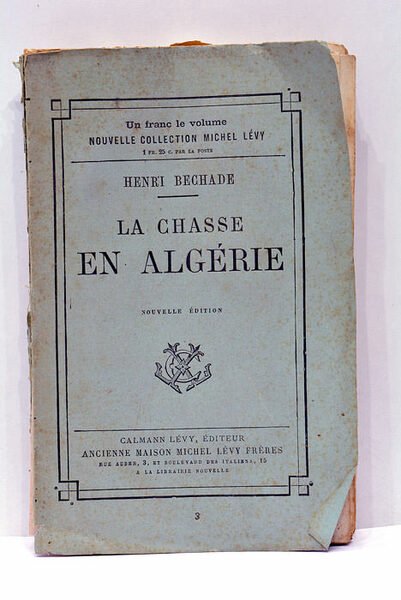 Un franc le volume
NOUVELLE COLLECTION MICHEL LÉVY
1 FR. 25 C. PAR LA POSTE
HENRI BECHADE
LA CHASSE
EN ALGÉRIE
NOUVELLE ÉDITION
CALMANN LÉVY, ÉDITEUR
ANCIENNE MAISON MICHEL LÉVY FRÈRES
RUE AUBER, 3, ET BOULEVARD DES ITALIENS, 15
A LA LIBRAIRIE NOUVELLE
3